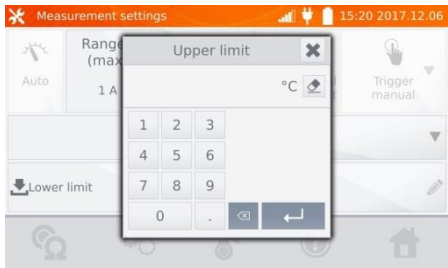 Measurement settings
15:20 2017.12.06
Range
(max
1 A
Auto
Upper limit
°C
1 2 3
4 5 6
7 8 9
0 .
Trigger
manual
Lower limit